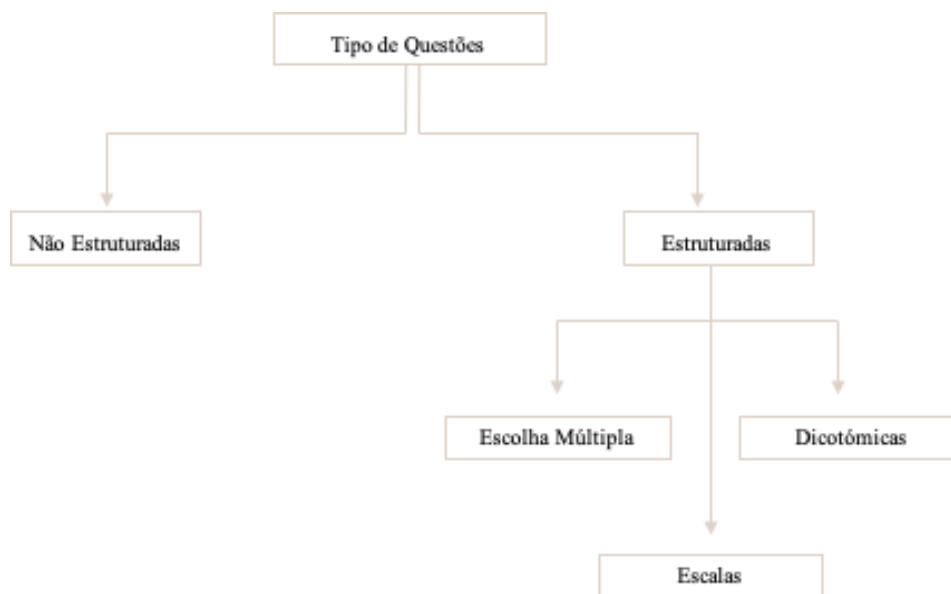 Tipo de Questões
Não Estruturadas
Estruturadas
Escolha Múltipla
Dicotómicas
Escalas